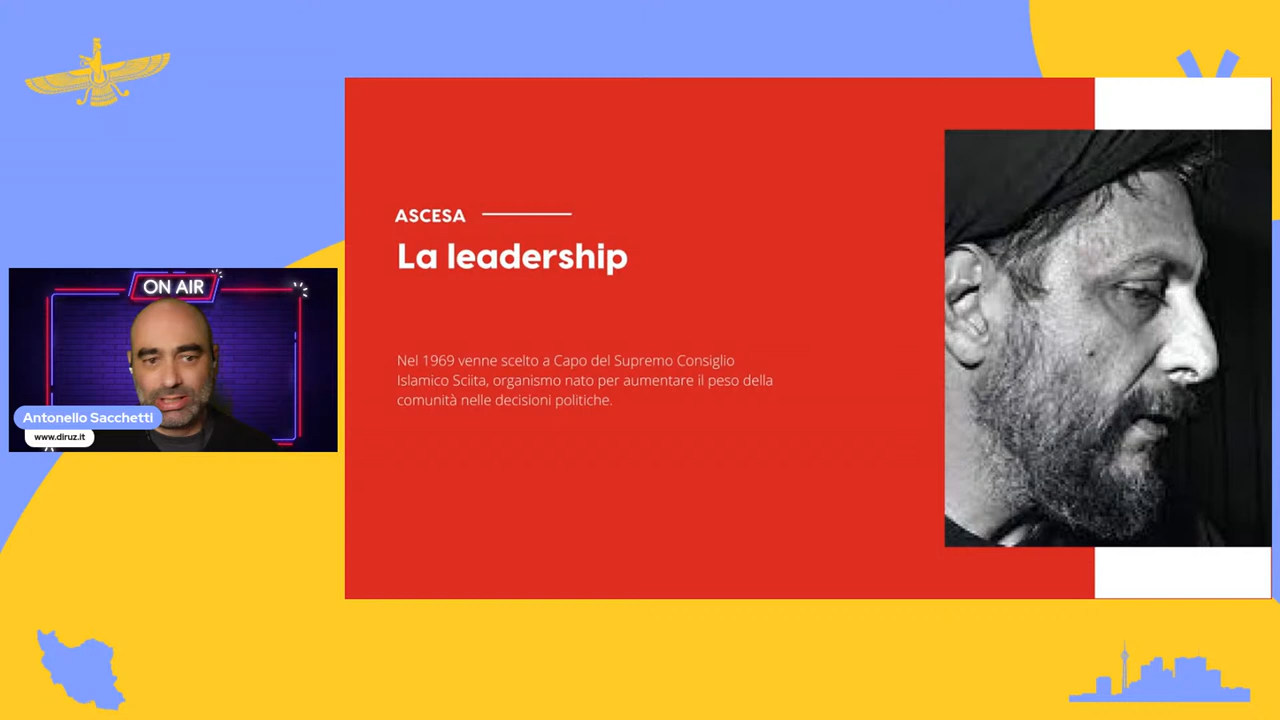 ASCESA
La leadership
Nel 1969 venne scelto a Capo del Supremo Consiglio
Islamico Sciita, organismo nato per aumentare il peso della
comunità nelle decisioni politiche.
ON AIR
Antonello Sacchetti
www.diruz.it